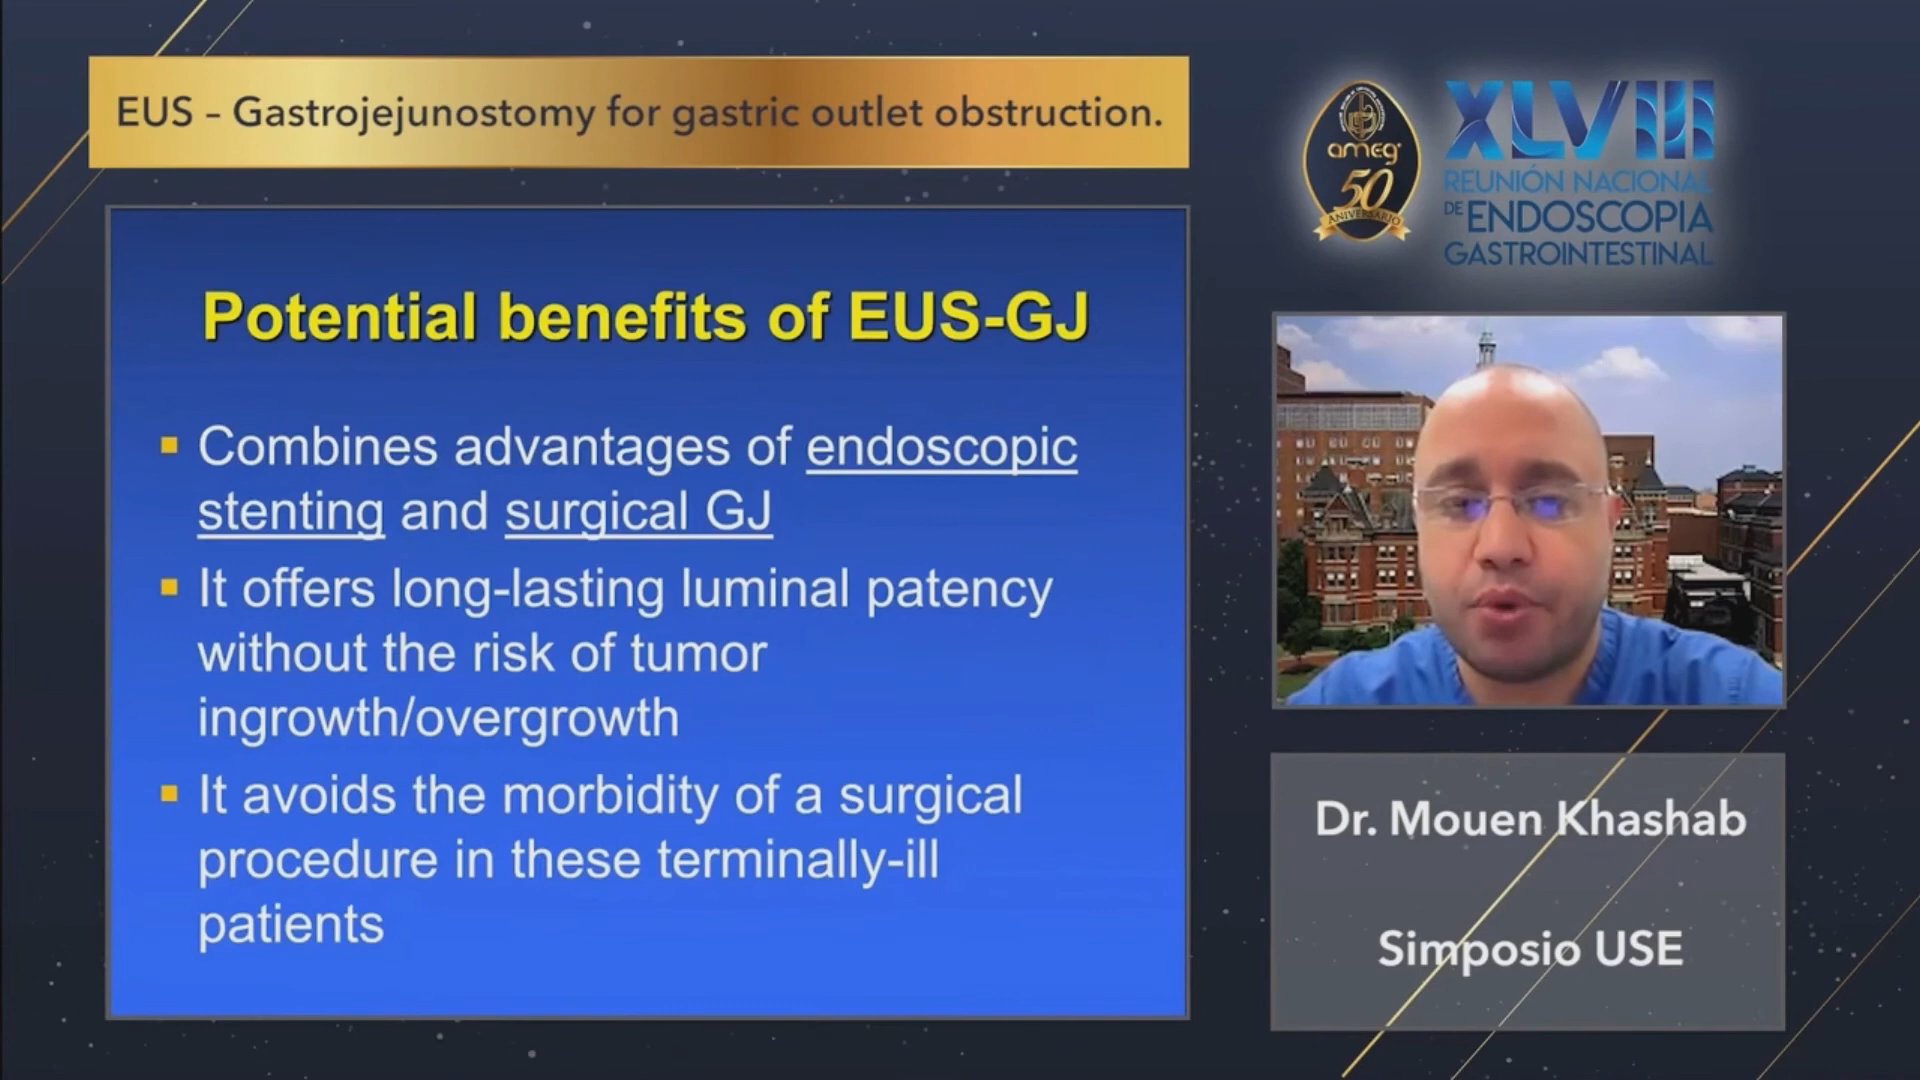 EUS – Gastrojejunostomy for gastric outlet obstruction.
Potential benefits of EUS-GJ
▪ Combines advantages of endoscopic
stenting and surgical GJ
▪ It offers long-lasting luminal patency
without the risk of tumor
ingrowth/overgrowth
▪ It avoids the morbidity of a surgical
procedure in these terminally-ill
patients
ameg
50
ANIVERSARIO
XLVIII
REUNIÓN NACIONAL
DE ENDOSCOPIA
GASTROINTESTINAL
Dr. Mouen Khashab
Simposio USE